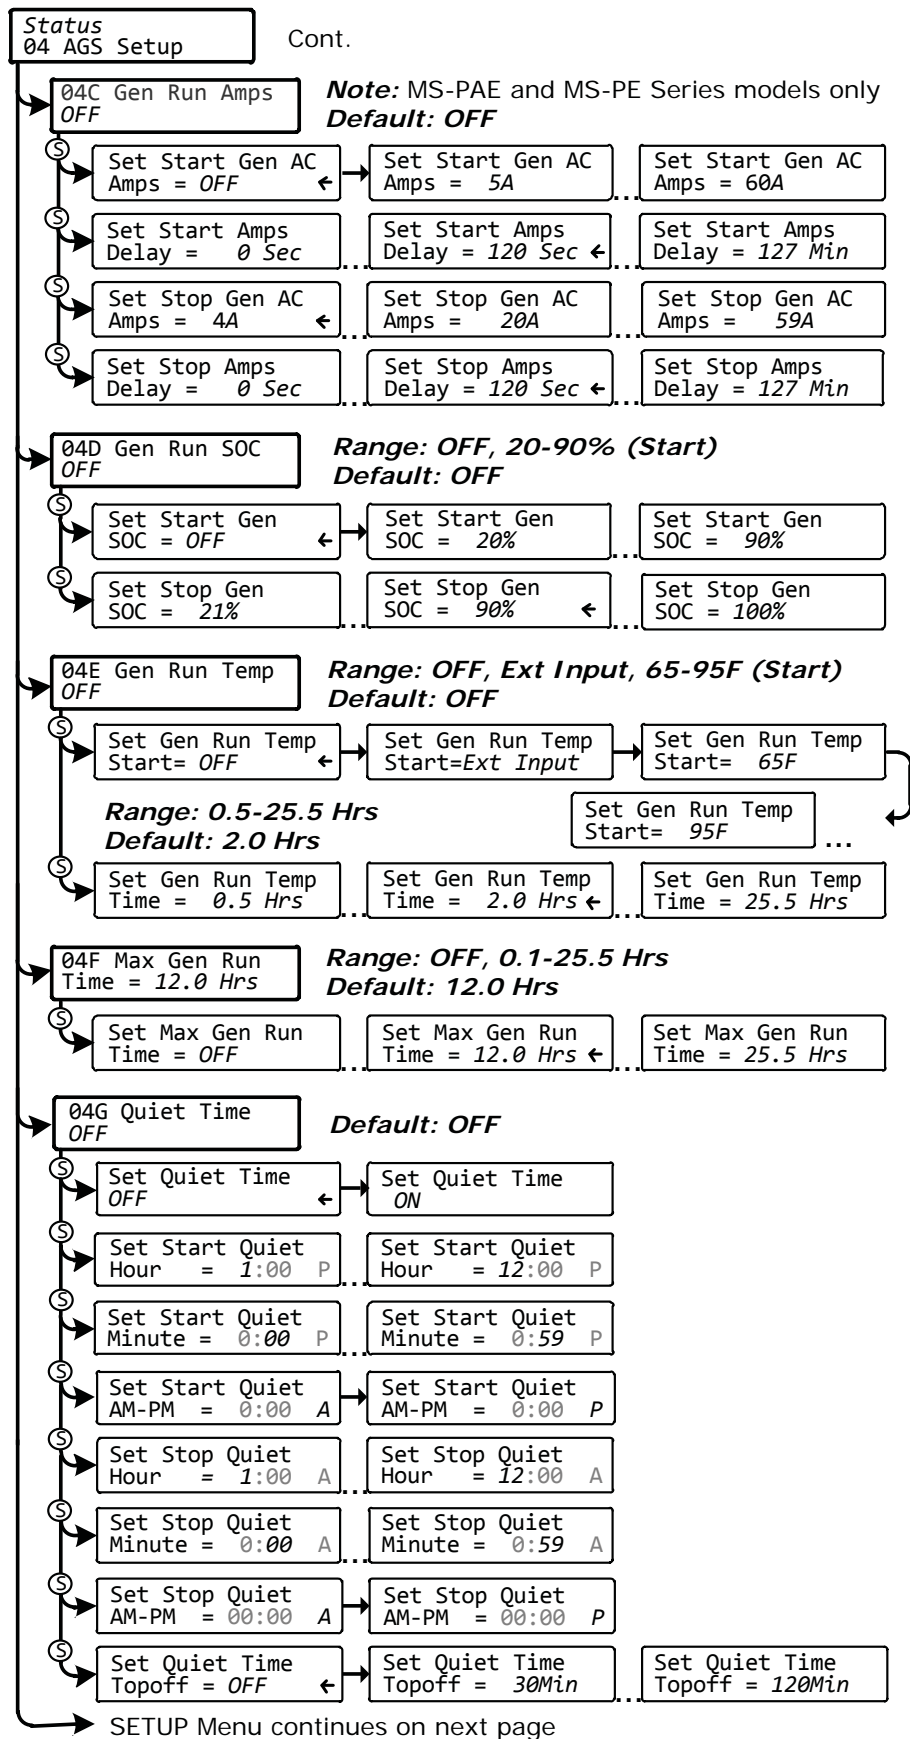 Status
04 AGS Setup
Cont.
04C Gen Run Amps
OFF
Note: MS-PAE and MS-PE Series models only
Default: OFF
S
Set Start Gen AC
Amps = OFF ←
Set Start Gen AC
Amps = 5A
...
Set Start Gen AC
Amps = 60A
S
Set Start Amps
Delay = 0 Sec
...
Set Start Amps
Delay = 120 Sec ←
...
Set Start Amps
Delay = 127 Min
S
Set Stop Gen AC
Amps = 4A ←
...
Set Stop Gen AC
Amps = 20A
...
Set Stop Gen AC
Amps = 59A
S
Set Stop Amps
Delay = 0 Sec
...
Set Stop Amps
Delay = 120 Sec ←
...
Set Stop Amps
Delay = 127 Min
04D Gen Run SOC
OFF
Range: OFF, 20-90% (Start)
Default: OFF
S
Set Start Gen
SOC = OFF ←
Set Start Gen
SOC = 20%
...
Set Start Gen
SOC = 90%
S
Set Stop Gen
SOC = 21%
...
Set Stop Gen
SOC = 90% ←
...
Set Stop Gen
SOC = 100%
04E Gen Run Temp
OFF
Range: OFF, Ext Input, 65-95F (Start)
Default: OFF
S
Set Gen Run Temp
Start= OFF ←
Set Gen Run Temp
Start=Ext Input
Set Gen Run Temp
Start= 65F
Range: 0.5-25.5 Hrs
Default: 2.0 Hrs
Set Gen Run Temp
Start= 95F
...
S
Set Gen Run Temp
Time = 0.5 Hrs
...
Set Gen Run Temp
Time = 2.0 Hrs ←
...
Set Gen Run Temp
Time = 25.5 Hrs
04F Max Gen Run
Time = 12.0 Hrs
Range: OFF, 0.1-25.5 Hrs
Default: 12.0 Hrs
S
Set Max Gen Run
Time = OFF
...
Set Max Gen Run
Time = 12.0 Hrs ←
...
Set Max Gen Run
Time = 25.5 Hrs
04G Quiet Time
OFF
Default: OFF
S
Set Quiet Time
OFF ←
Set Quiet Time
ON
S
Set Start Quiet
Hour = 1:00 P
...
Set Start Quiet
Hour = 12:00 P
S
Set Start Quiet
Minute = 0:00 P
...
Set Start Quiet
Minute = 0:59 P
S
Set Start Quiet
AM-PM = 0:00 A
Set Start Quiet
AM-PM = 0:00 P
S
Set Stop Quiet
Hour = 1:00 A
...
Set Stop Quiet
Hour = 12:00 A
S
Set Stop Quiet
Minute = 0:00 A
...
Set Stop Quiet
Minute = 0:59 A
S
Set Stop Quiet
AM-PM = 00:00 A
Set Stop Quiet
AM-PM = 00:00 P
S
Set Quiet Time
Topoff = OFF ←
Set Quiet Time
Topoff = 30Min
...
Set Quiet Time
Topoff = 120Min
SETUP Menu continues on next page